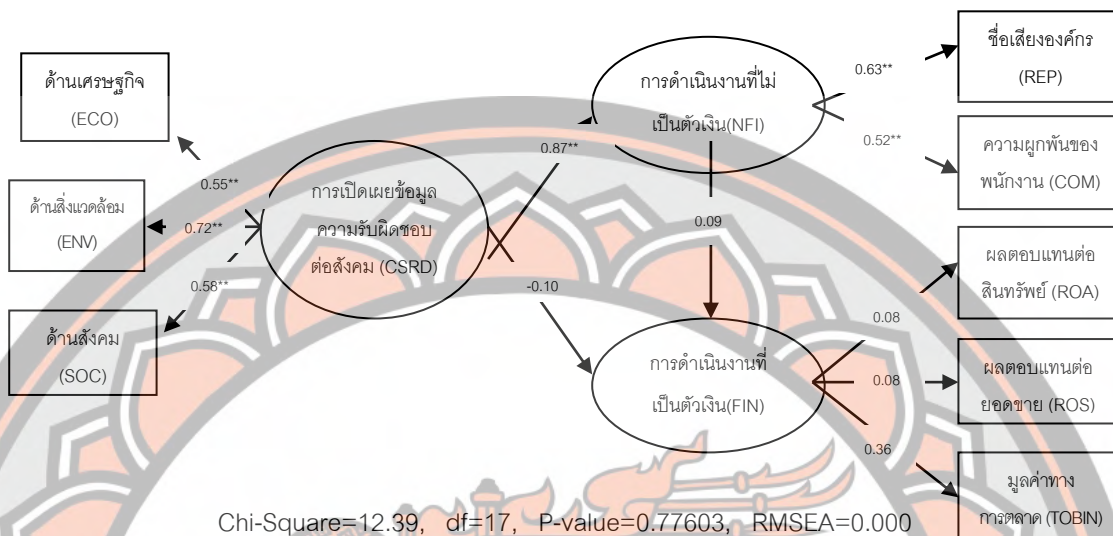 ด้านเศรษฐกิจ
(ECO)
ด้านสิ่งแวดล้อม
(ENV)
ด้านสังคม
(SOC)
0.55**
0.72**
0.58**
การเปิดเผยข้อมูล
ความรับผิดชอบ
ต่อสังคม (CSRD)
0.87**
-0.10
การดำเนินงานที่ไม่
เป็นตัวเงิน(NFI)
0.09
การดำเนินงานที่
เป็นตัวเงิน(FIN)
0.63**
0.52**
0.08
0.08
0.36
ชื่อเสียงองค์กร
(REP)
ความผูกพันของ
พนักงาน (COM)
ผลตอบแทนต่อ
สินทรัพย์ (ROA)
ผลตอบแทนต่อ
ยอดขาย (ROS)
มูลค่าทาง
การตลาด (TOBIN)
Chi-Square=12.39, df=17, P-value=0.77603, RMSEA=0.000